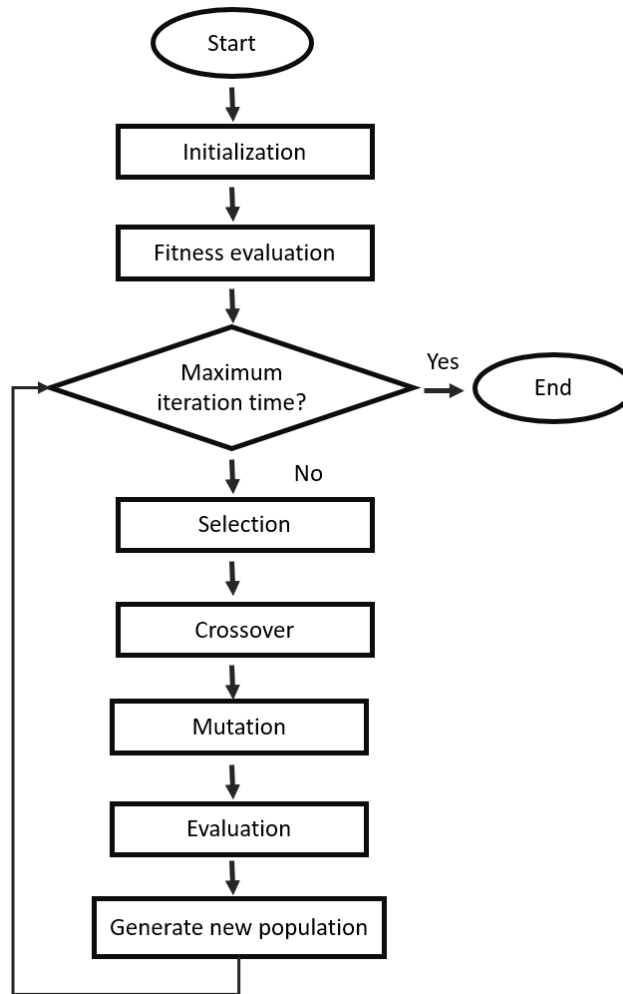 Start
Initialization
Fitness evaluation
Maximum
iteration time?
Yes
End
No
Selection
Crossover
Mutation
Evaluation
Generate new population